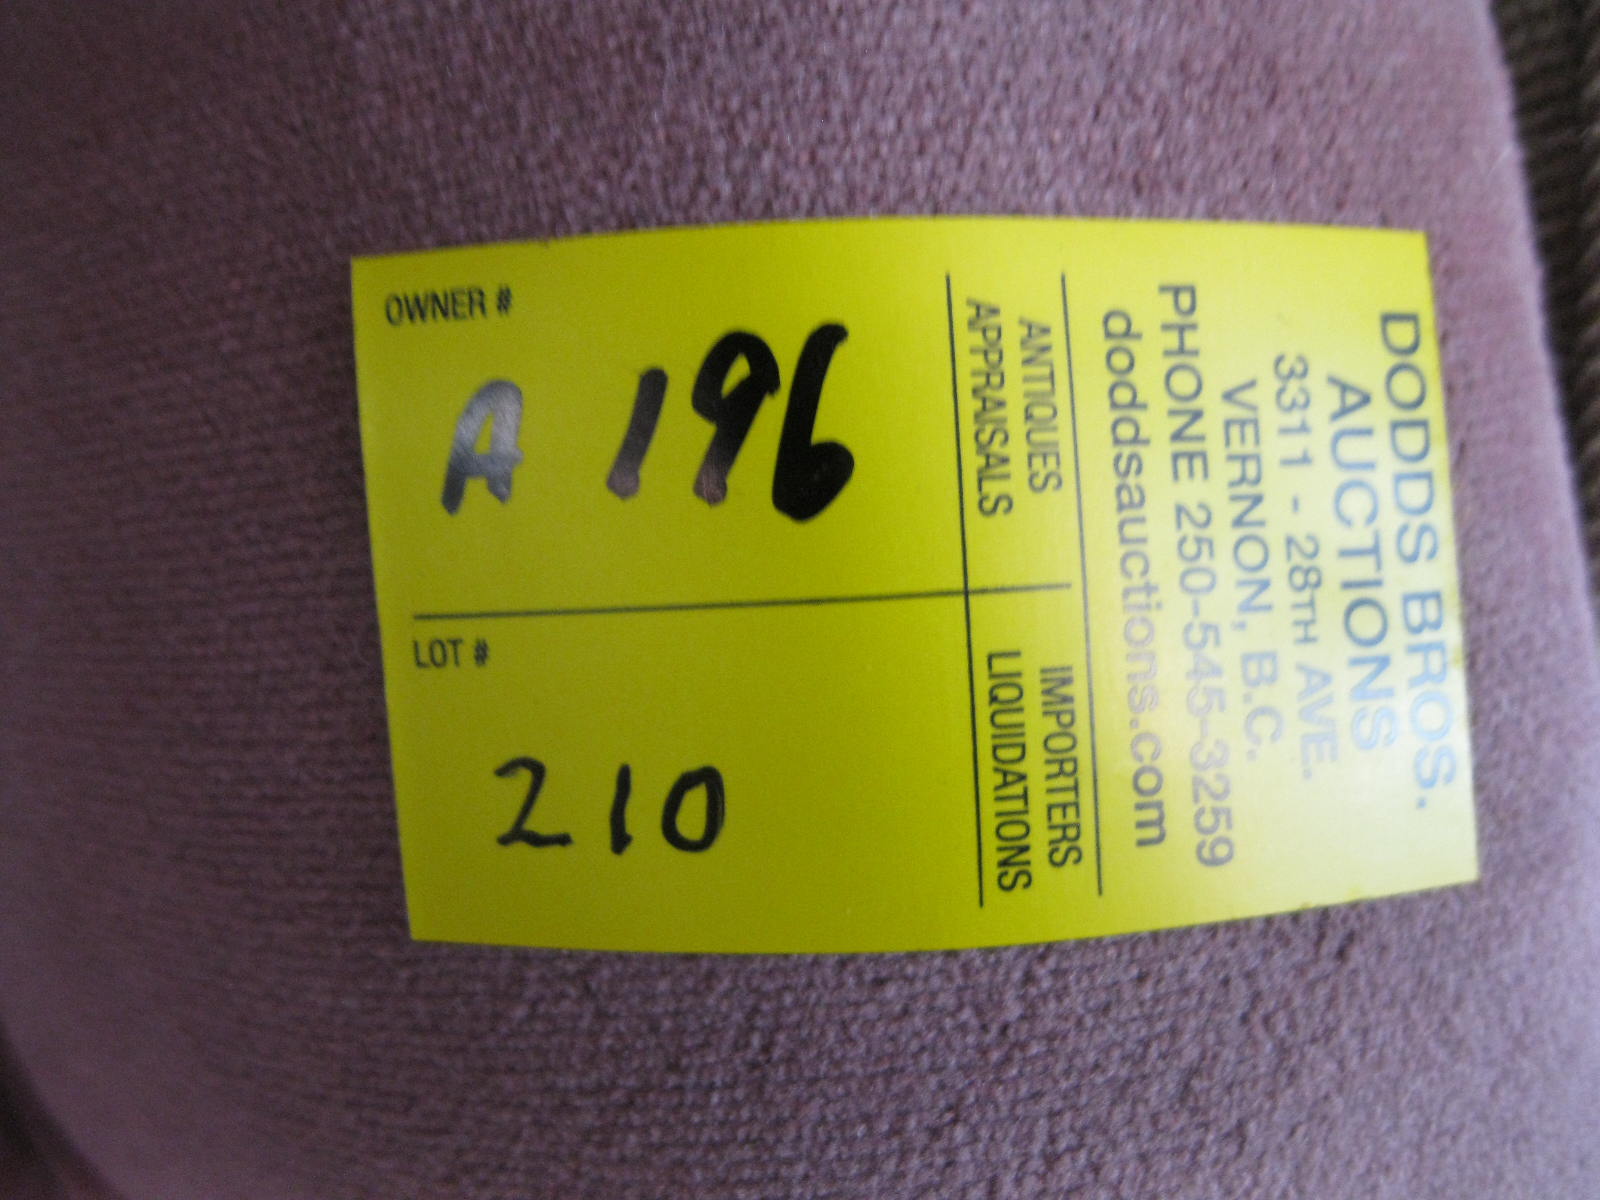 DODDS BROS.
AUCTIONS
3311 - 28TH AVE.
VERNON, B.C.
PHONE 250-545-3259
doddsauctions.com
ANTIQUES
APPRAISALS
IMPORTERS
LIQUIDATIONS
OWNER #
A 196
LOT #
210